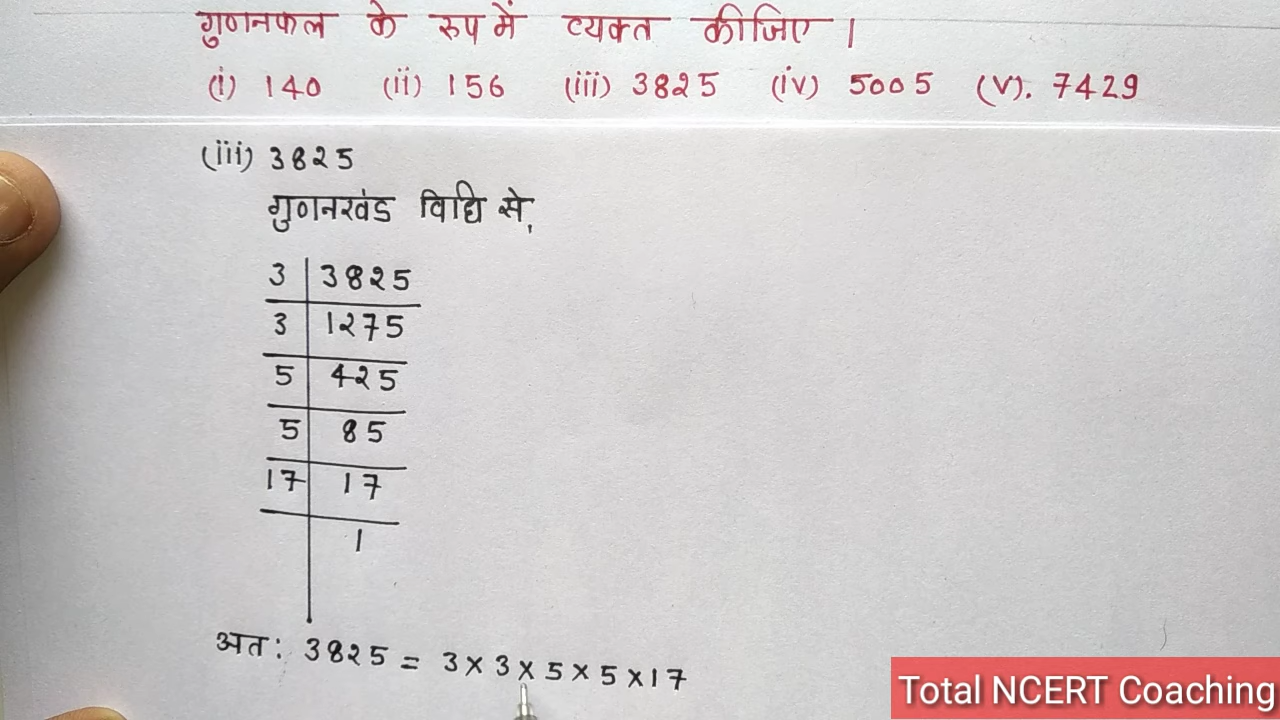 गुणनफल के रूप में व्यक्त कीजिए ।
(i) 140 (ii) 156 (iii) 3825 (iv) 5005 (v). 7429
(iii) 3825
गुणनखंड विधि से,
3 | 3825
3 | 1275
5 | 425
5 | 85
17 | 17
1
अत: 3825 = 3 × 3 × 5 × 5 × 17
Total NCERT Coaching